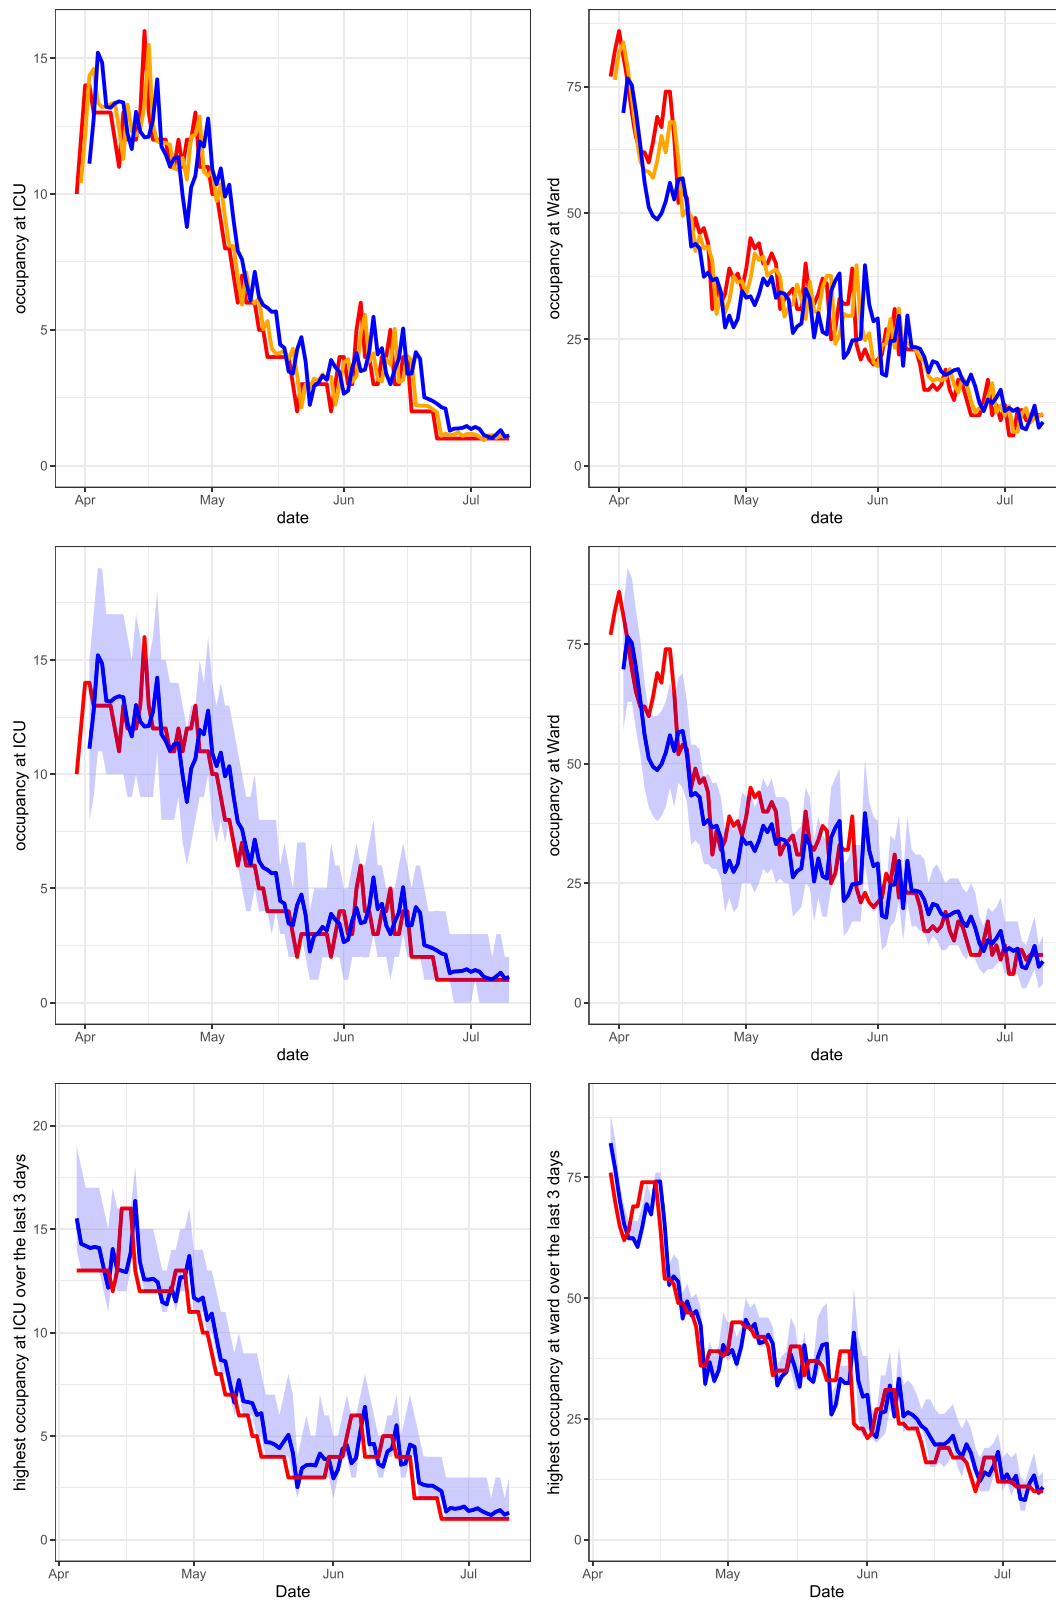 occupancy at ICU
15
10
5
0
Apr May Jun Jul
date
occupancy at Ward
75
50
25
0
Apr May Jun Jul
date
occupancy at ICU
15
10
5
0
Apr May Jun Jul
date
occupancy at Ward
75
50
25
0
Apr May Jun Jul
date
highest occupancy at ICU over the last 3 days
20
15
10
5
0
Apr May Jun Jul
Date
highest occupancy at ward over the last 3 days
75
50
25
0
Apr May Jun Jul
Date